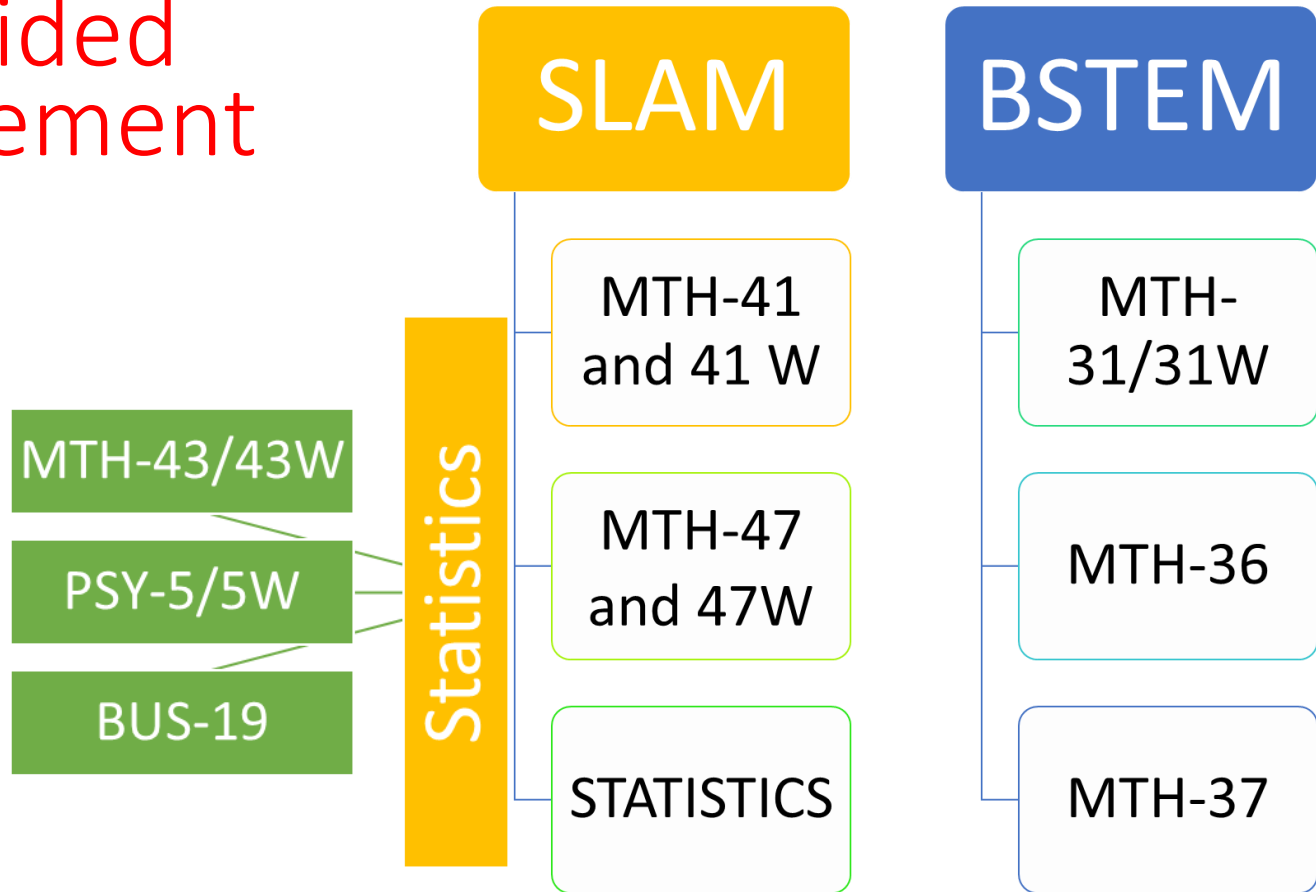 ided
ement
SLAM
BSTEM
MTH-41
and 41 W
MTH-47
and 47W
STATISTICS
MTH-
31/31W
MTH-36
MTH-37
Statistics
MTH-43/43W
PSY-5/5W
BUS-19